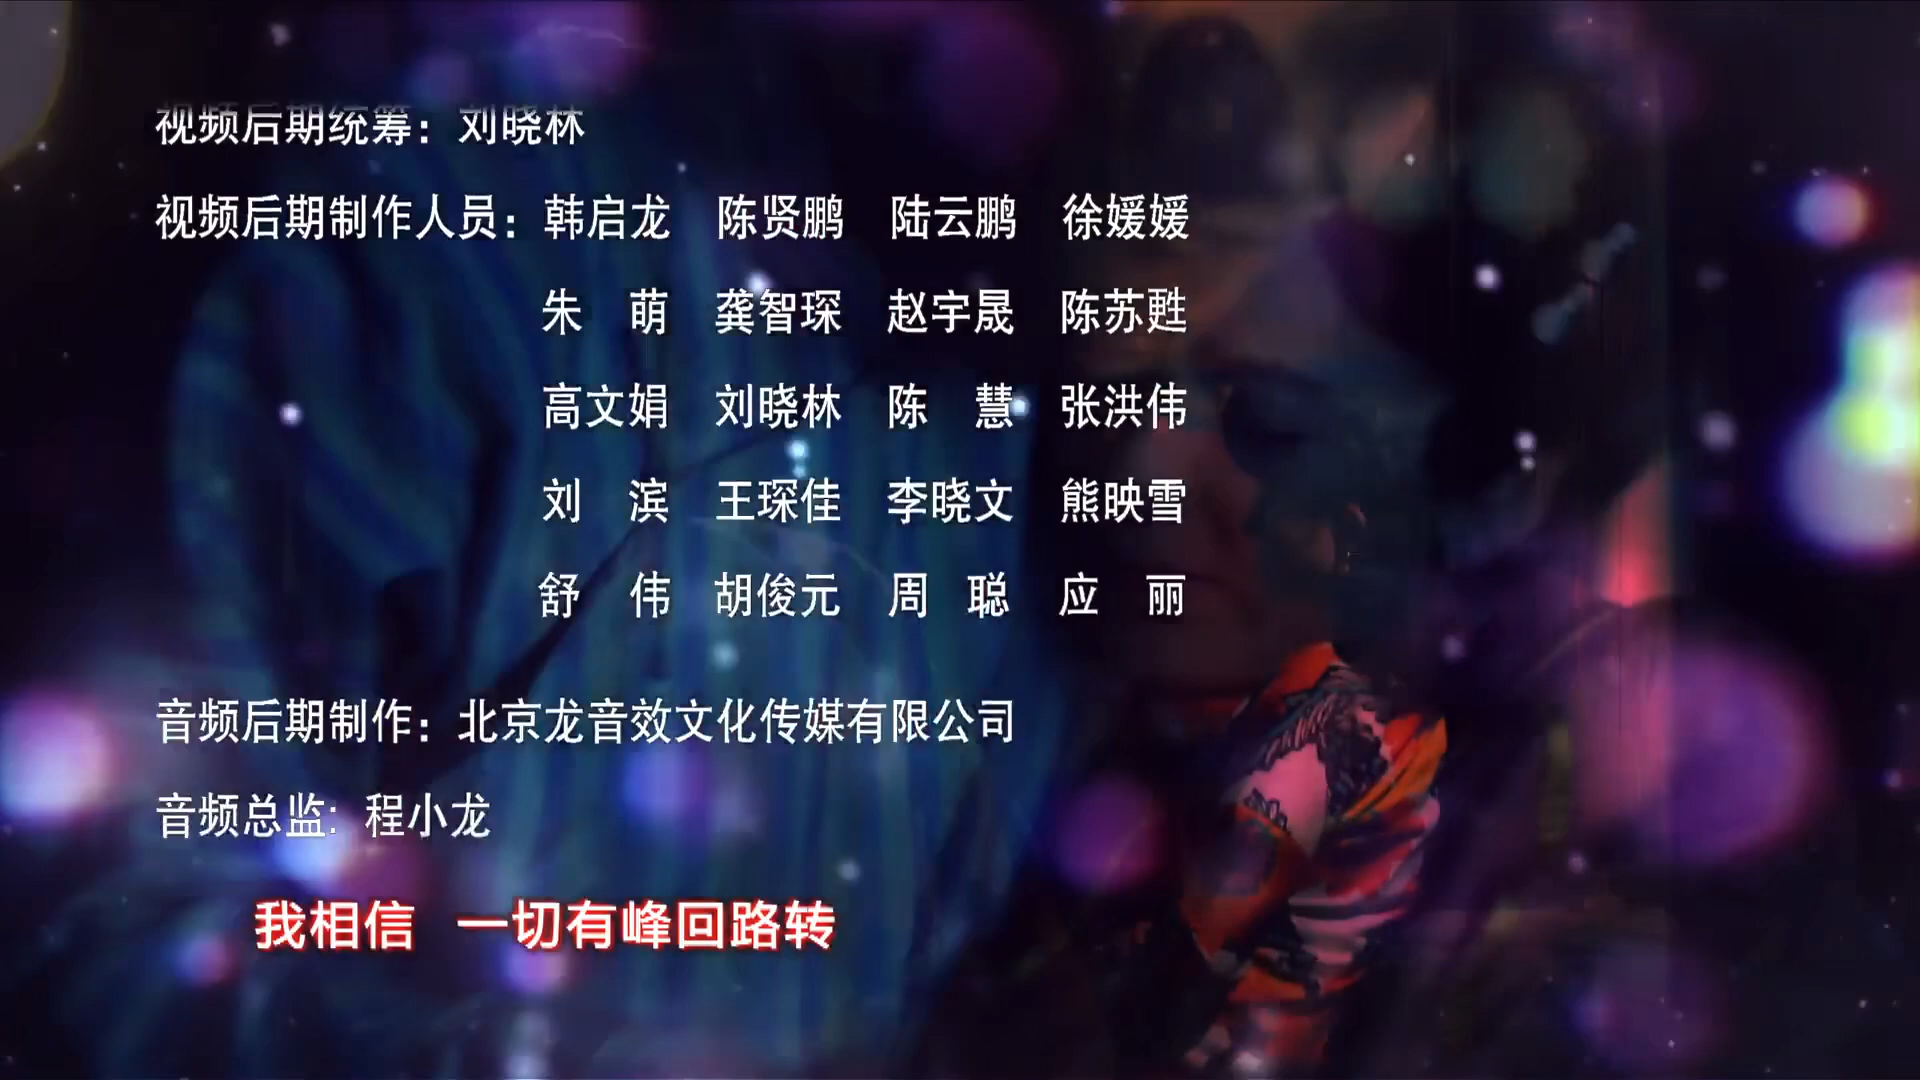 视频后期统筹：刘晓林
视频后期制作人员：韩启龙 陈贤鹏 陆云鹏 徐媛媛
朱 萌 龚智琛 赵宇晟 陈苏甦
高文娟 刘晓林 陈 慧 张洪伟
刘 滨 王琛佳 李晓文 熊映雪
舒 伟 胡俊元 周 聪 应 丽
音频后期制作：北京龙音效文化传媒有限公司
音频总监：程小龙
我相信 一切有峰回路转